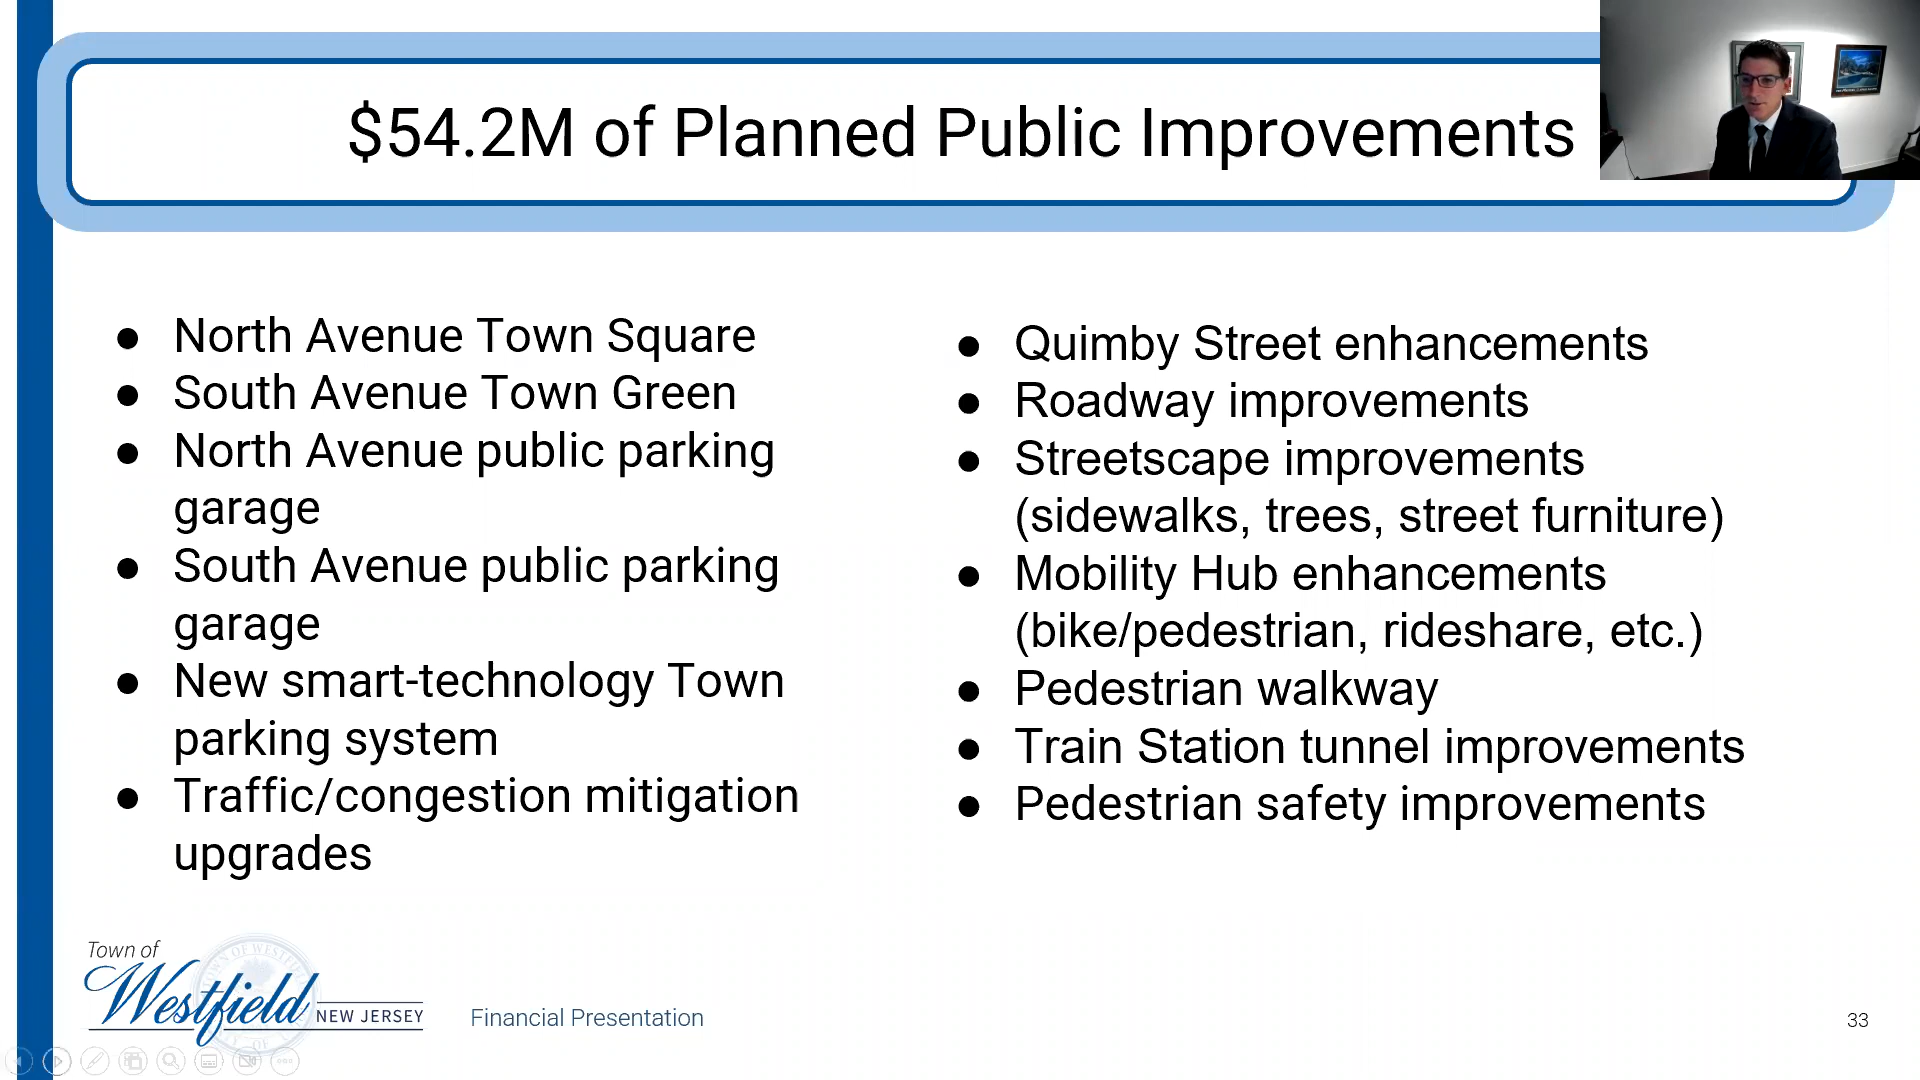 $54.2M of Planned Public Improvements
● North Avenue Town Square
● South Avenue Town Green
● North Avenue public parking
garage
● South Avenue public parking
garage
● New smart-technology Town
parking system
● Traffic/congestion mitigation
upgrades
● Quimby Street enhancements
● Roadway improvements
● Streetscape improvements
(sidewalks, trees, street furniture)
● Mobility Hub enhancements
(bike/pedestrian, rideshare, etc.)
● Pedestrian walkway
● Train Station tunnel improvements
● Pedestrian safety improvements
Town of
Westfield
NEW JERSEY
Financial Presentation
33